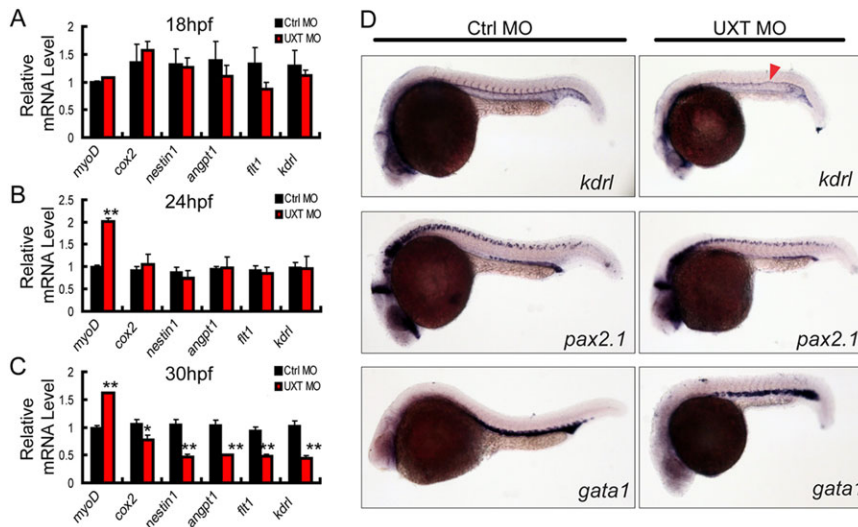 A
18hpf
Ctrl MO
UXT MO
Relative
mRNA Level
2
1.5
1
0.5
0
myoD
cox2
nestin1
angpt1
flt1
kdrl
B
24hpf
Ctrl MO
UXT MO
Relative
mRNA Level
2.5
2
1.5
1
0.5
0
**
myoD
cox2
nestin1
angpt1
flt1
kdrl
C
30hpf
Ctrl MO
UXT MO
Relative
mRNA Level
2
1.5
1
0.5
0
**
*
**
**
**
**
myoD
cox2
nestin1
angpt1
flt1
kdrl
D
Ctrl MO
UXT MO
kdrl
kdrl
pax2.1
pax2.1
gata1
gata1